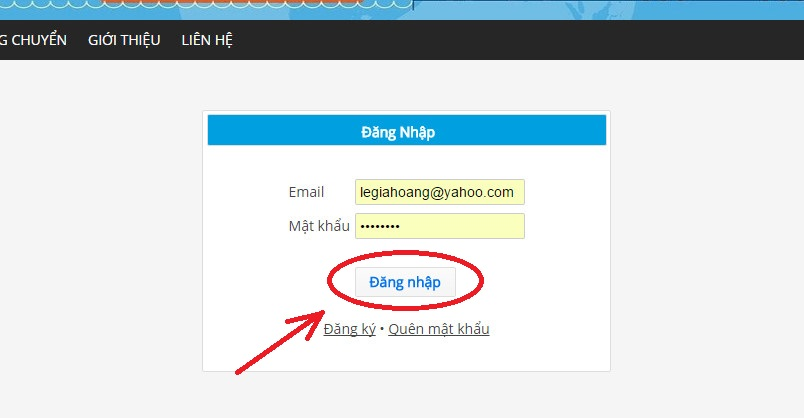 CHUYỂN GIỚI THIỆU LIÊN HỆ
Đăng Nhập
Email legiahoang@yahoo.com
Mật khẩu ••••••••
Đăng nhập
Đăng ký • Quên mật khẩu